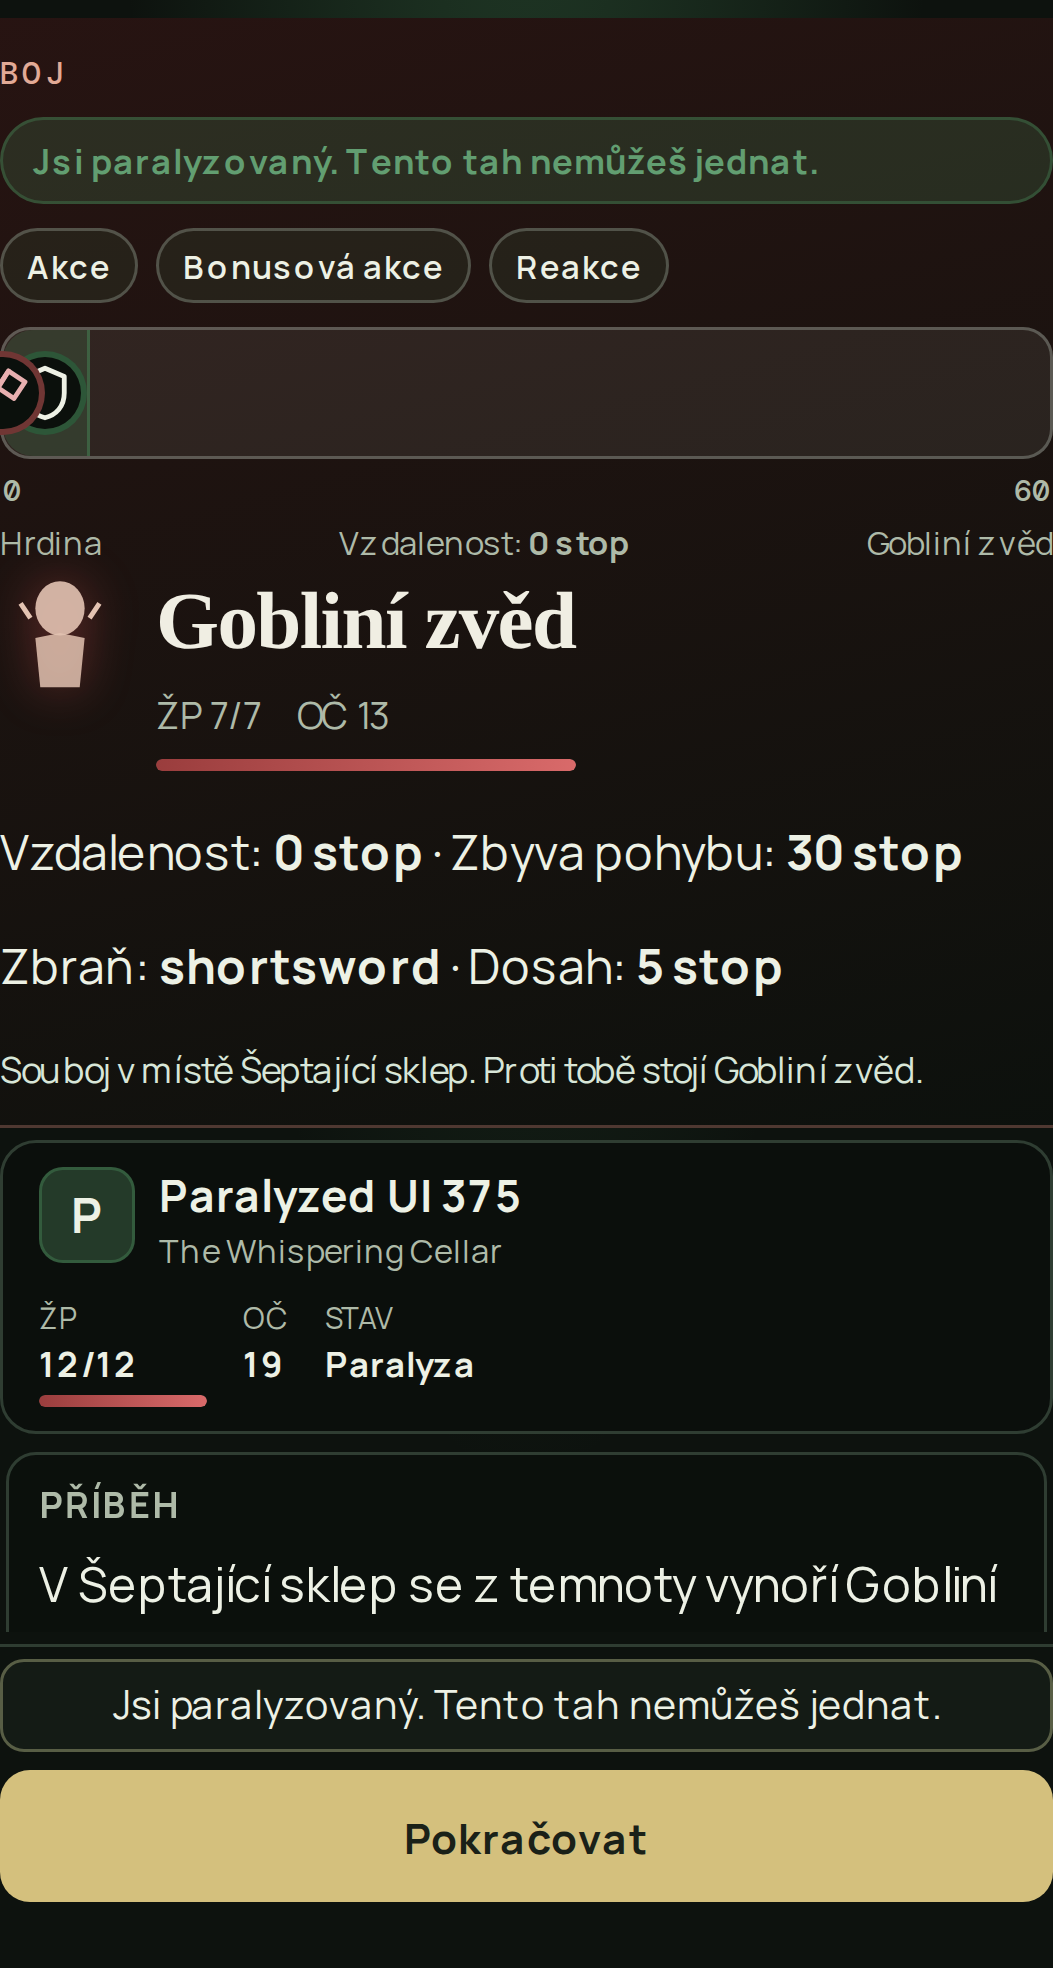 BOJ
Jsi paralyzovaný. Tento tah nemůžeš jednat.
Akce Bonusová akce Reakce
0 60
Hrdina Vzdalenost: 0 stop Gobliní zvěd
Gobliní zvěd
ŽP 7/7 OČ 13
Vzdalenost: 0 stop · Zbyva pohybu: 30 stop
Zbraň: shortsword · Dosah: 5 stop
Souboj v místě Šeptající sklep. Proti tobě stojí Gobliní zvěd.
P
Paralyzed UI 375
The Whispering Cellar
ŽP OČ STAV
12/12 19 Paralyza
PŘÍBĚH
V Šeptající sklep se z temnoty vynoří Gobliní
Jsi paralyzovaný. Tento tah nemůžeš jednat.
Pokračovat